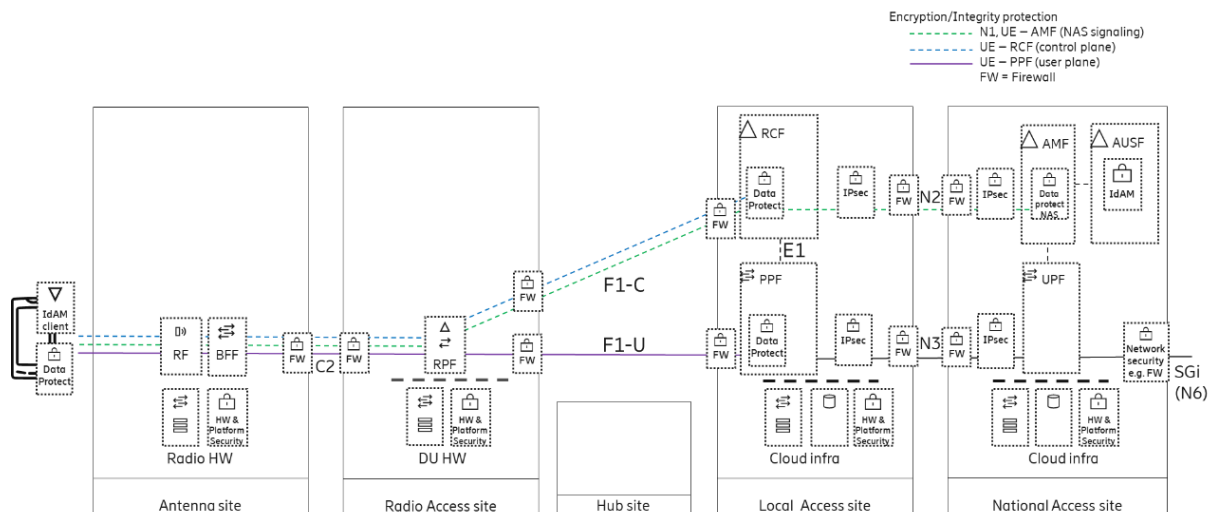 Encryption/Integrity protection
N1, UE – AMF (NAS signaling)
UE – RCF (control plane)
UE – PPF (user plane)
FW = Firewall
RCF
AMF
AUSF
Data
Protect
IPsec
FW
N2
FW
IPsec
Data
protect
NAS
IdAM
FW
E1
F1-C
FW
PPF
UPF
IdAM
client
Data
Protect
RF
BFF
FW
C2
FW
RPF
FW
F1-U
FW
Data
Protect
IPsec
FW
N3
FW
IPsec
Network
security
e.g. FW
SGi
(N6)
HW &
Platform
Security
HW &
Platform
Security
HW &
Platform
Security
HW &
Platform
Security
Radio HW
DU HW
Cloud infra
Cloud infra
Antenna site
Radio Access site
Hub site
Local Access site
National Access site